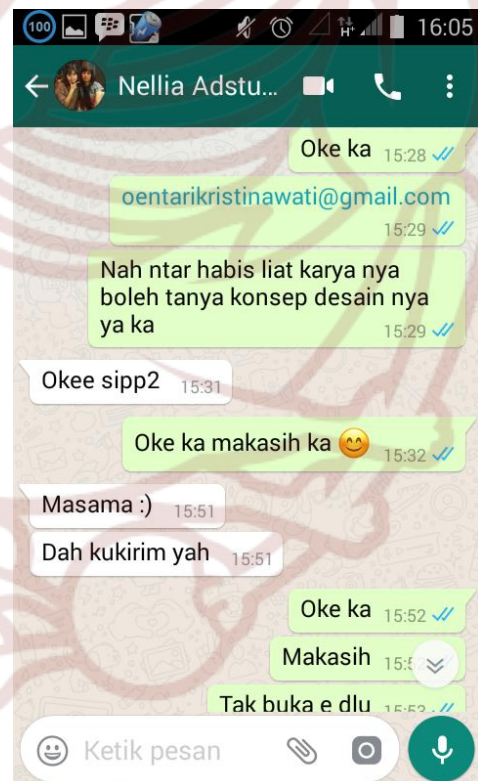 100
H+
16:05
Nellia Adstu...
Oke ka 15:28
oentarikristinawati@gmail.com
15:29
Nah ntar habis liat karya nya
boleh tanya konsep desain nya
ya ka 15:29
Okee sipp2 15:31
Oke ka makasih ka 😊 15:32
Masama :) 15:51
Dah kukirim yah 15:51
Oke ka 15:52
Makasih
Tak buka e dlu 15:53
Ketik pesan